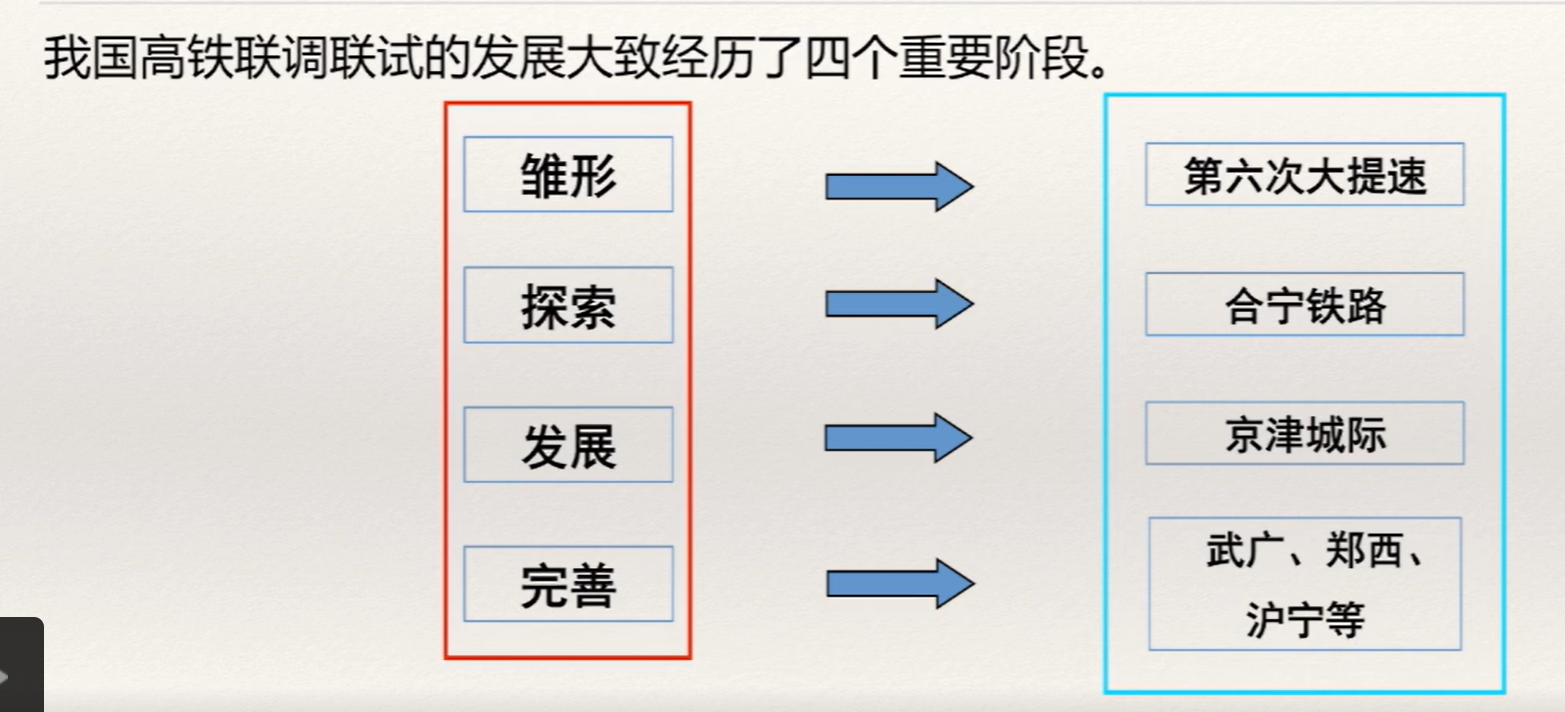 我国高铁联调联试的发展大致经历了四个重要阶段。
雏形
第六次大提速
探索
合宁铁路
发展
京津城际
完善
武广、郑西、
沪宁等